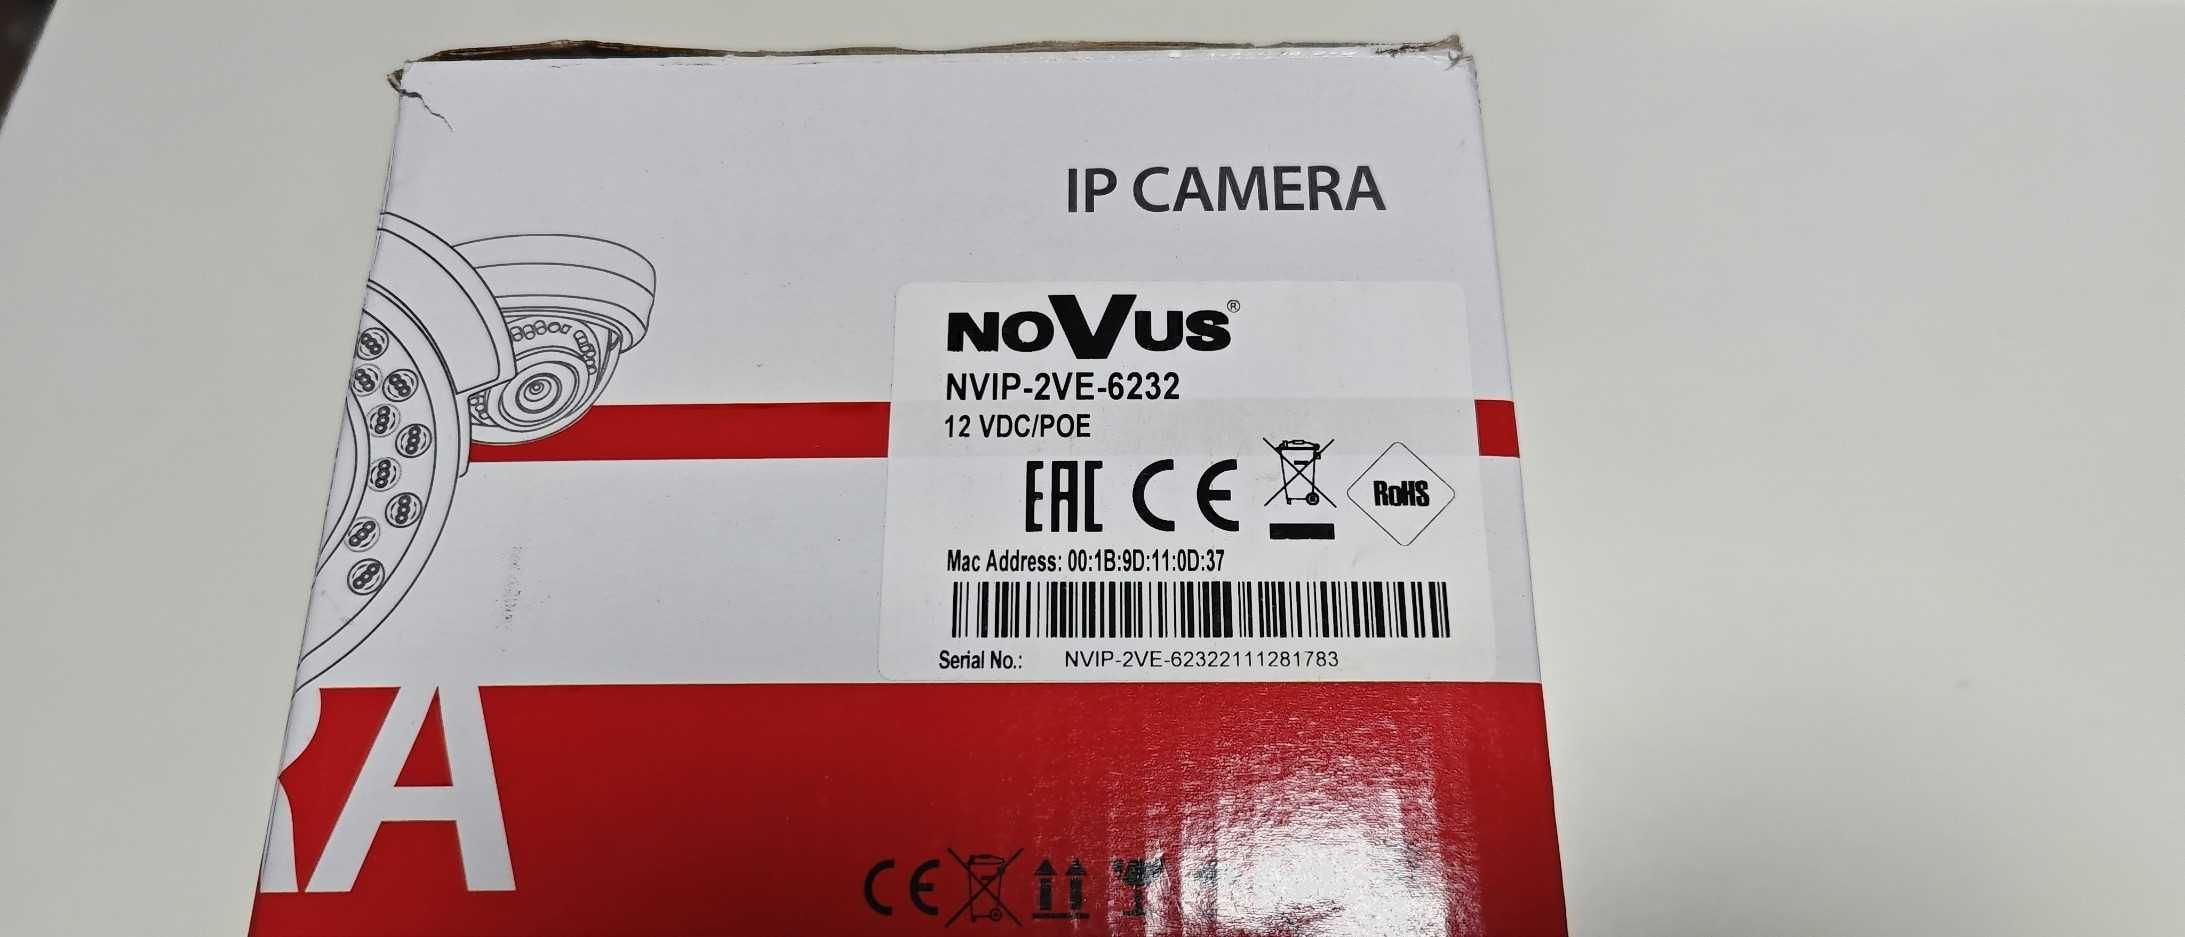 IP CAMERA
NOVUS®
NVIP-2VE-6232
12 VDC/POE
EAC CE RoHS
Mac Address: 00:1B:9D:11:0D:37
Serial No.: NVIP-2VE-62322111281783
RA
CE